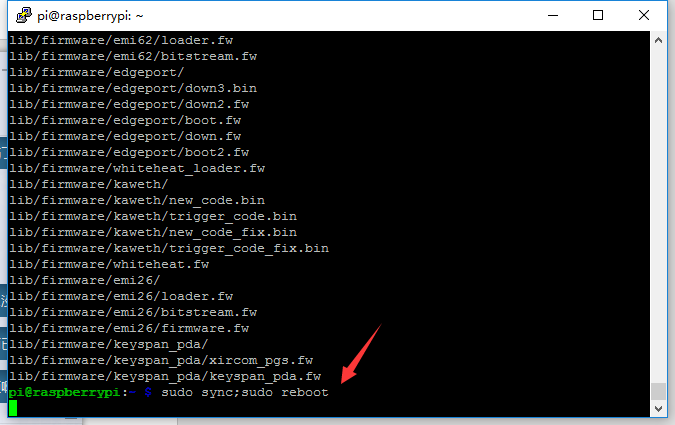 pi@raspberrypi: ~
lib/firmware/emi62/loader.fw
lib/firmware/emi62/bitstream.fw
lib/firmware/edgeport/
lib/firmware/edgeport/down3.bin
lib/firmware/edgeport/down2.fw
lib/firmware/edgeport/boot.fw
lib/firmware/edgeport/down.fw
lib/firmware/edgeport/boot2.fw
lib/firmware/whiteheat_loader.fw
lib/firmware/kaweth/
lib/firmware/kaweth/new_code.bin
lib/firmware/kaweth/trigger_code.bin
lib/firmware/kaweth/new_code_fix.bin
lib/firmware/kaweth/trigger_code_fix.bin
lib/firmware/whiteheat.fw
lib/firmware/emi26/
lib/firmware/emi26/loader.fw
lib/firmware/emi26/bitstream.fw
lib/firmware/emi26/firmware.fw
lib/firmware/keyspan_pda/
lib/firmware/keyspan_pda/xircom_pgs.fw
lib/firmware/keyspan_pda/keyspan_pda.fw
pi@raspberrypi:~ $ sudo sync;sudo reboot